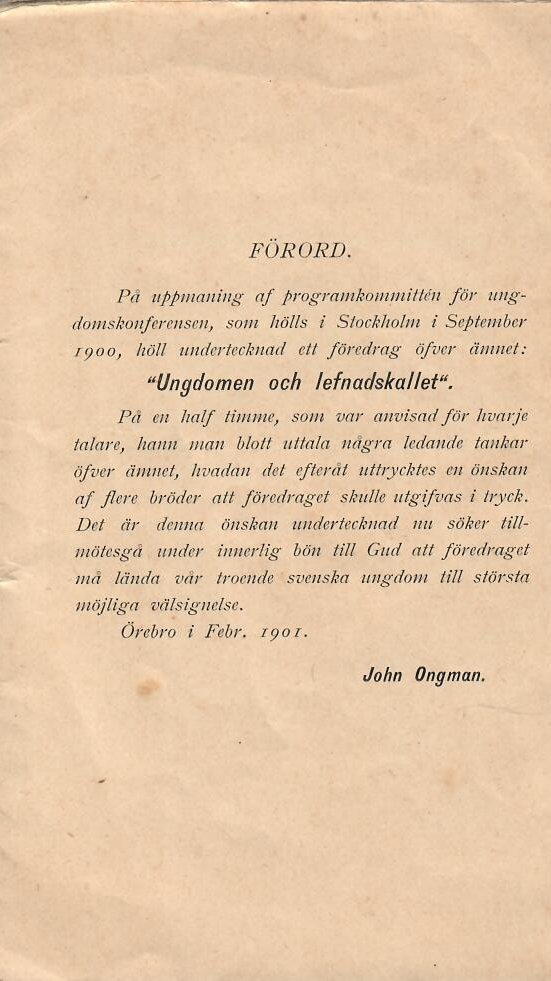 FÖRORD.
På uppmaning af programkommittén för ung-
domskonferensen, som hölls i Stockholm i September
1900, höll undertecknad ett föredrag öfver ämnet:
“Ungdomen och lefnadskallet“.
På en half timme, som var anvisad för hvarje
talare, hann man blott uttala några ledande tankar
öfver ämnet, hvadan det efteråt uttrycktes en önskan
af flere bröder att föredraget skulle utgifvas i tryck.
Det är denna önskan undertecknad nu söker till-
mötesgå under innerlig bön till Gud att föredraget
må lända vår troende svenska ungdom till största
möjliga välsignelse.
Örebro i Febr. 1901.
John Ongman.